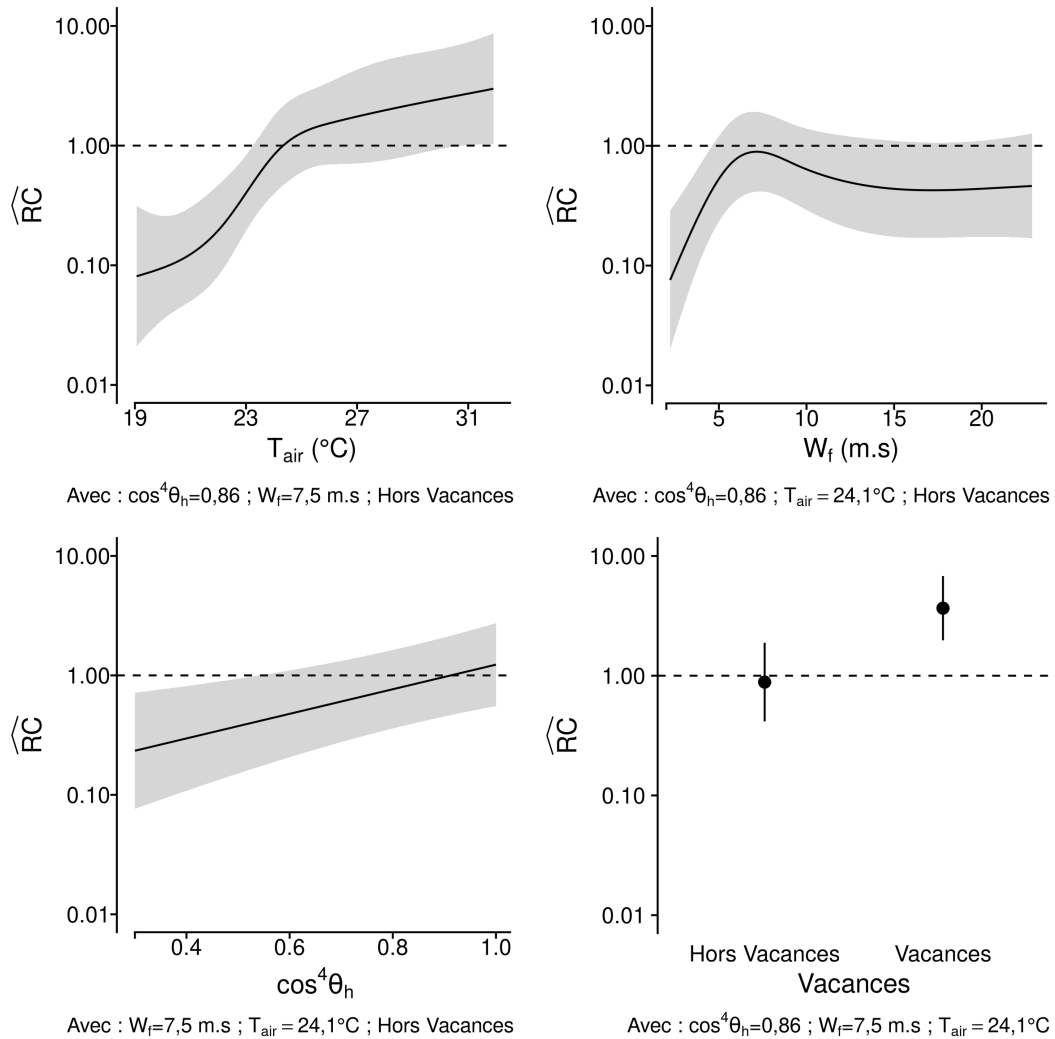 10.00
1.00
0.10
0.01
RC
19 23 27 31
T_air (°C)
Avec : cos⁴θ_h=0,86 ; W_f=7,5 m.s ; Hors Vacances
10.00
1.00
0.10
0.01
RC
5 10 15 20
W_f (m.s)
Avec : cos⁴θ_h=0,86 ; T_air = 24,1°C ; Hors Vacances
10.00
1.00
0.10
0.01
RC
0.4 0.6 0.8 1.0
cos⁴θ_h
Avec : W_f=7,5 m.s ; T_air = 24,1°C ; Hors Vacances
10.00
1.00
0.10
0.01
RC
Hors Vacances Vacances
Vacances
Avec : cos⁴θ_h=0,86 ; W_f=7,5 m.s ; T_air = 24,1°C